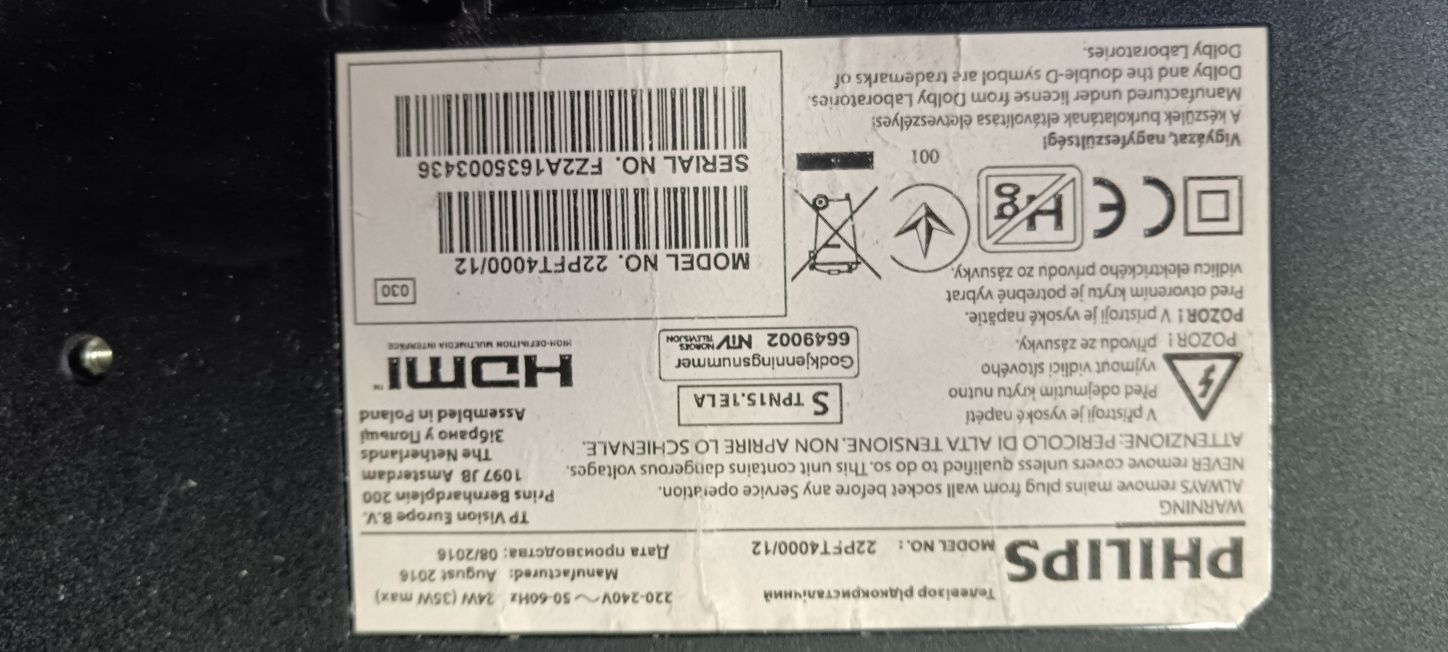 PHILIPS
Телевізор рідкокристалічний
MODEL NO.: 22PFT4000/12
220-240V ~ 50-60Hz 24W (35W max)
Manufactured: August 2016
Дата производства: 08/2016
WARNING
ALWAYS remove mains plug from wall socket before any Service operation.
NEVER remove covers unless qualified to do so. This unit contains dangerous voltages.
ATTENZIONE: PERICOLO DI ALTA TENSIONE. NON APRIRE LO SCHIENALE.
TP Vision Europe B.V.
Prins Bernhardplein 200
1097 JB Amsterdam
The Netherlands
Зібрано у Польщі
Assembled in Poland
V přístroji je vysoké napětí
Před odejmutím krytu nutno
vyjmout vidlici síťového
POZOR! přívodu ze zásuvky.
POZOR! V prístroji je vysoké napätie.
Pred otvorením krytu je potrebné vybrat
vidlicu elektrického prívodu zo zásuvky.
S TPN15.1ELA
Godkjenningsnummer
6649002 NTV NORGES TELEVISJON
HDMI™
HIGH-DEFINITION MULTIMEDIA INTERFACE
030
MODEL NO. 22PFT4000/12
SERIAL NO. FZ2A1635003436
CE
Hg
001
Vigyázat, nagyfeszültség!
A készülék burkolatának eltávolítása életveszélyes!
Manufactured under license from Dolby Laboratories.
Dolby and the double-D symbol are trademarks of
Dolby Laboratories.